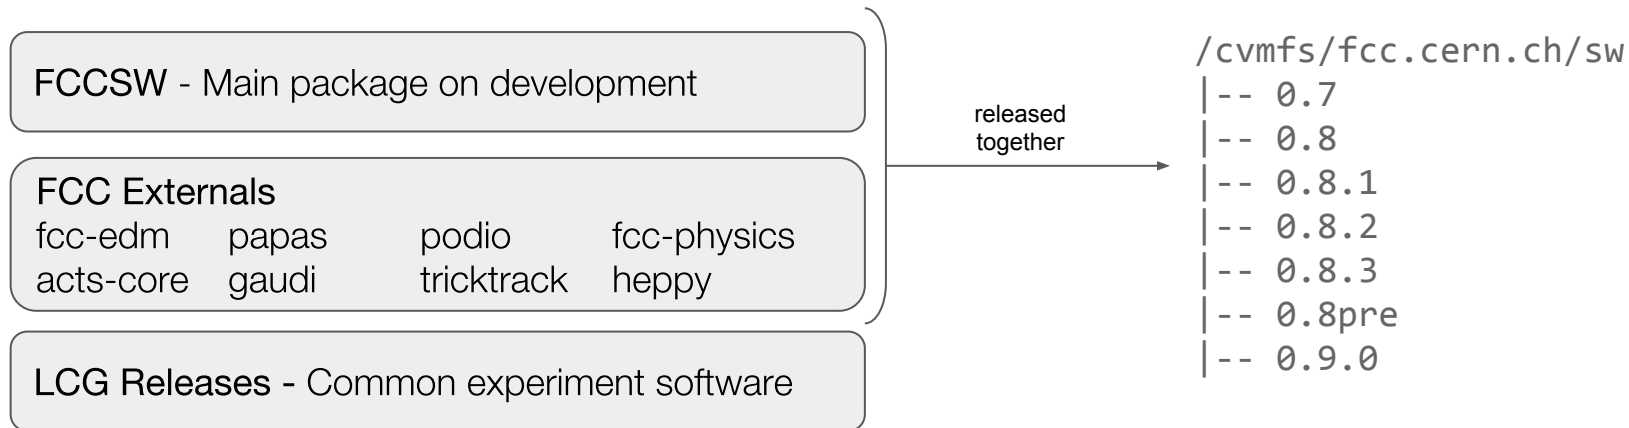 FCCSW - Main package on development
FCC Externals
fcc-edm papas podio fcc-physics
acts-core gaudi tricktrack heppy
LCG Releases - Common experiment software
released
together
/cvmfs/fcc.cern.ch/sw
|-- 0.7
|-- 0.8
|-- 0.8.1
|-- 0.8.2
|-- 0.8.3
|-- 0.8pre
|-- 0.9.0